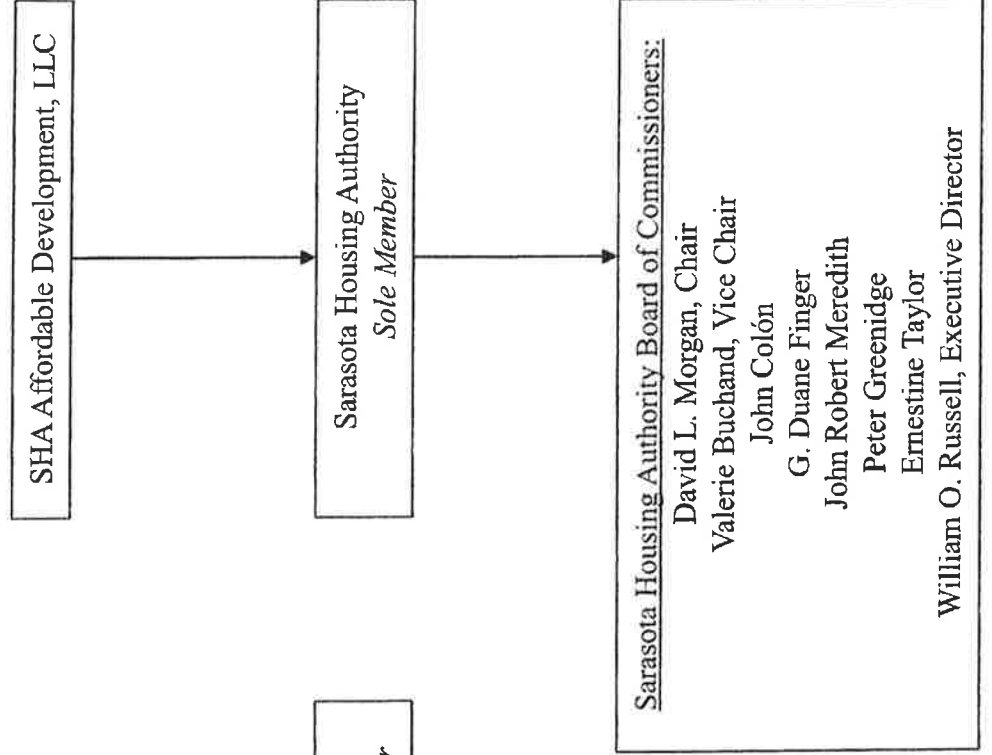 SHA Affordable Development, LLC
Sarasota Housing Authority
Sole Member
Sarasota Housing Authority Board of Commissioners:
David L. Morgan, Chair
Valerie Buchand, Vice Chair
John Colón
G. Duane Finger
John Robert Meredith
Peter Greenidge
Ernestine Taylor
William O. Russell, Executive Director